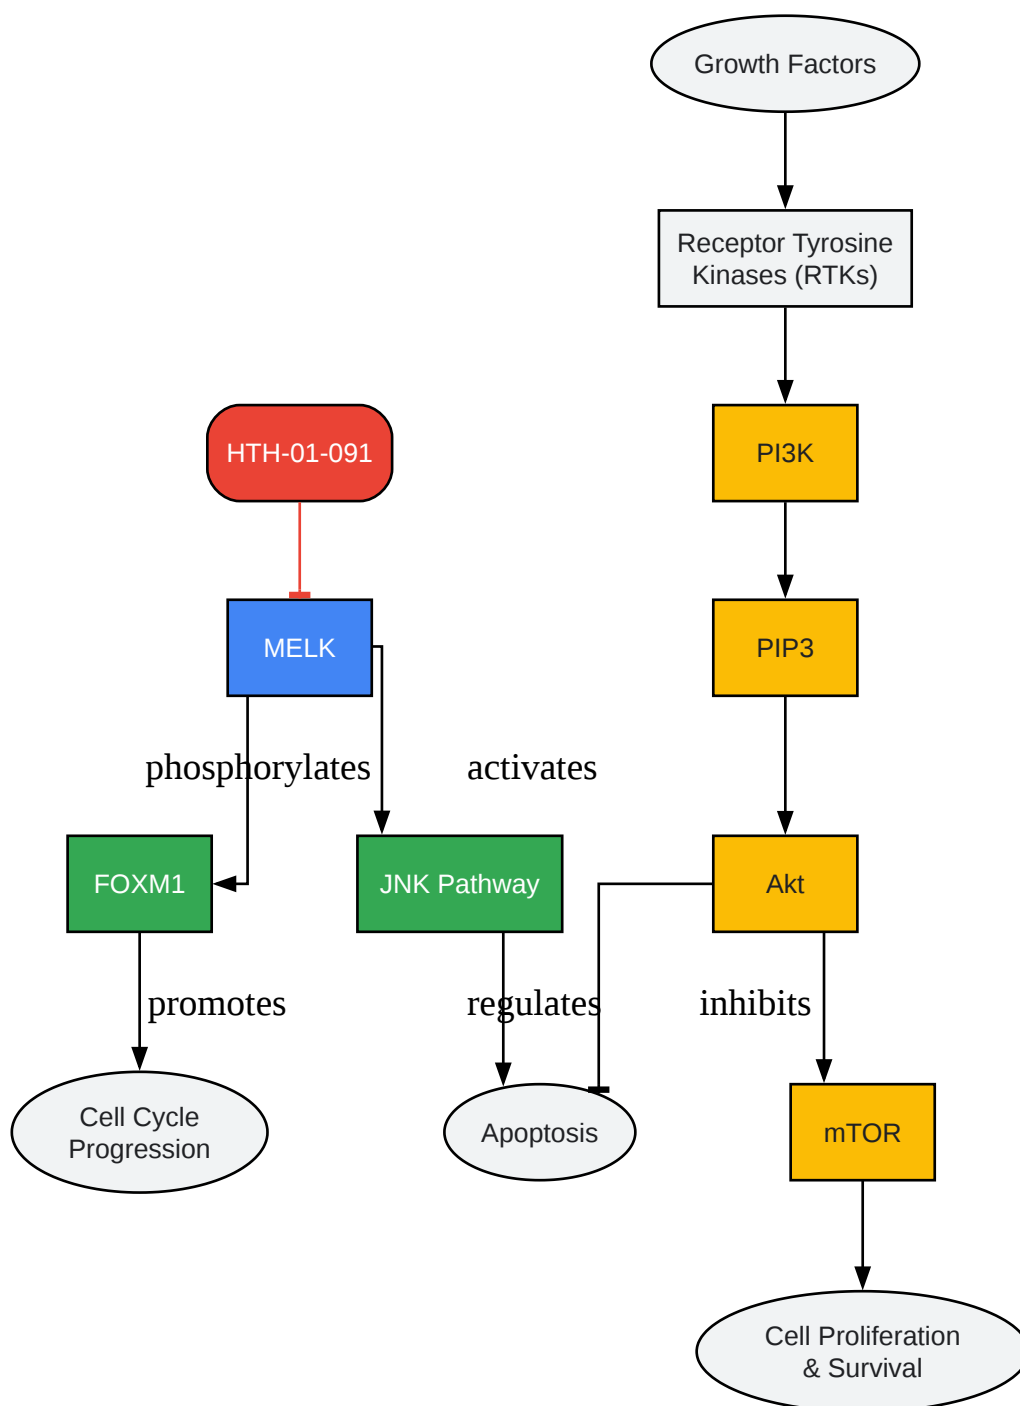 Growth Factors
Receptor Tyrosine
Kinases (RTKs)
HTH-01-091
PI3K
MELK
PIP3
phosphorylates
activates
FOXM1
JNK Pathway
Akt
promotes
regulates
inhibits
Cell Cycle
Progression
Apoptosis
mTOR
Cell Proliferation
& Survival